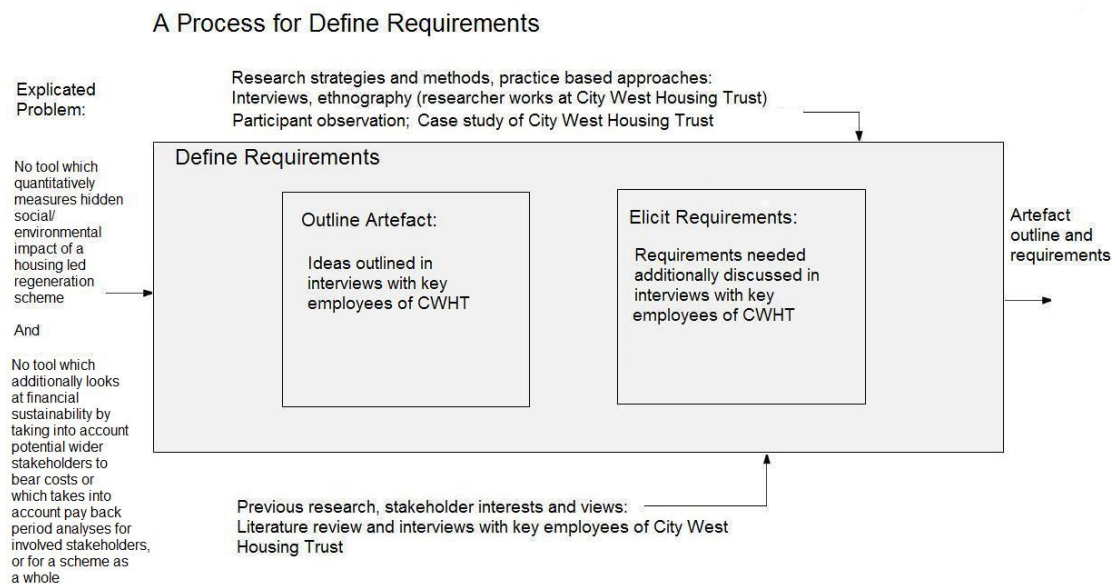 A Process for Define Requirements
Explicated
Problem:
Research strategies and methods, practice based approaches:
Interviews, ethnography (researcher works at City West Housing Trust)
Participant observation; Case study of City West Housing Trust
No tool which
quantitatively
measures hidden
social/
environmental
impact of a
housing led
regeneration
scheme
And
No tool which
additionally looks
at financial
sustainability by
taking into account
potential wider
stakeholders to
bear costs or
which takes into
account pay back
period analyses for
involved stakeholders,
or for a scheme as
a whole
Define Requirements
Outline Artefact:
Ideas outlined in
interviews with key
employees of CWHT
Elicit Requirements:
Requirements needed
additionally discussed in
interviews with key
employees of CWHT
Artefact
outline and
requirements
Previous research, stakeholder interests and views:
Literature review and interviews with key employees of City West
Housing Trust